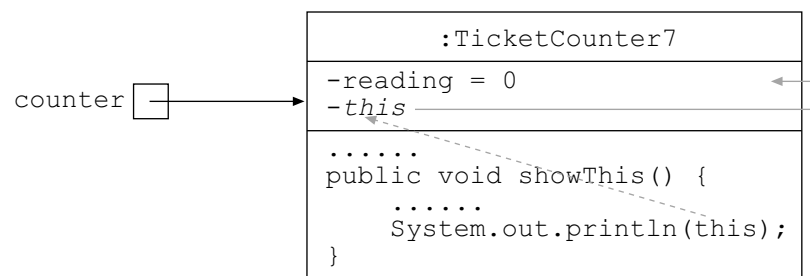 :TicketCounter7
-reading = 0
counter
-this
......
public void showThis() {
......
System.out.println(this);
}